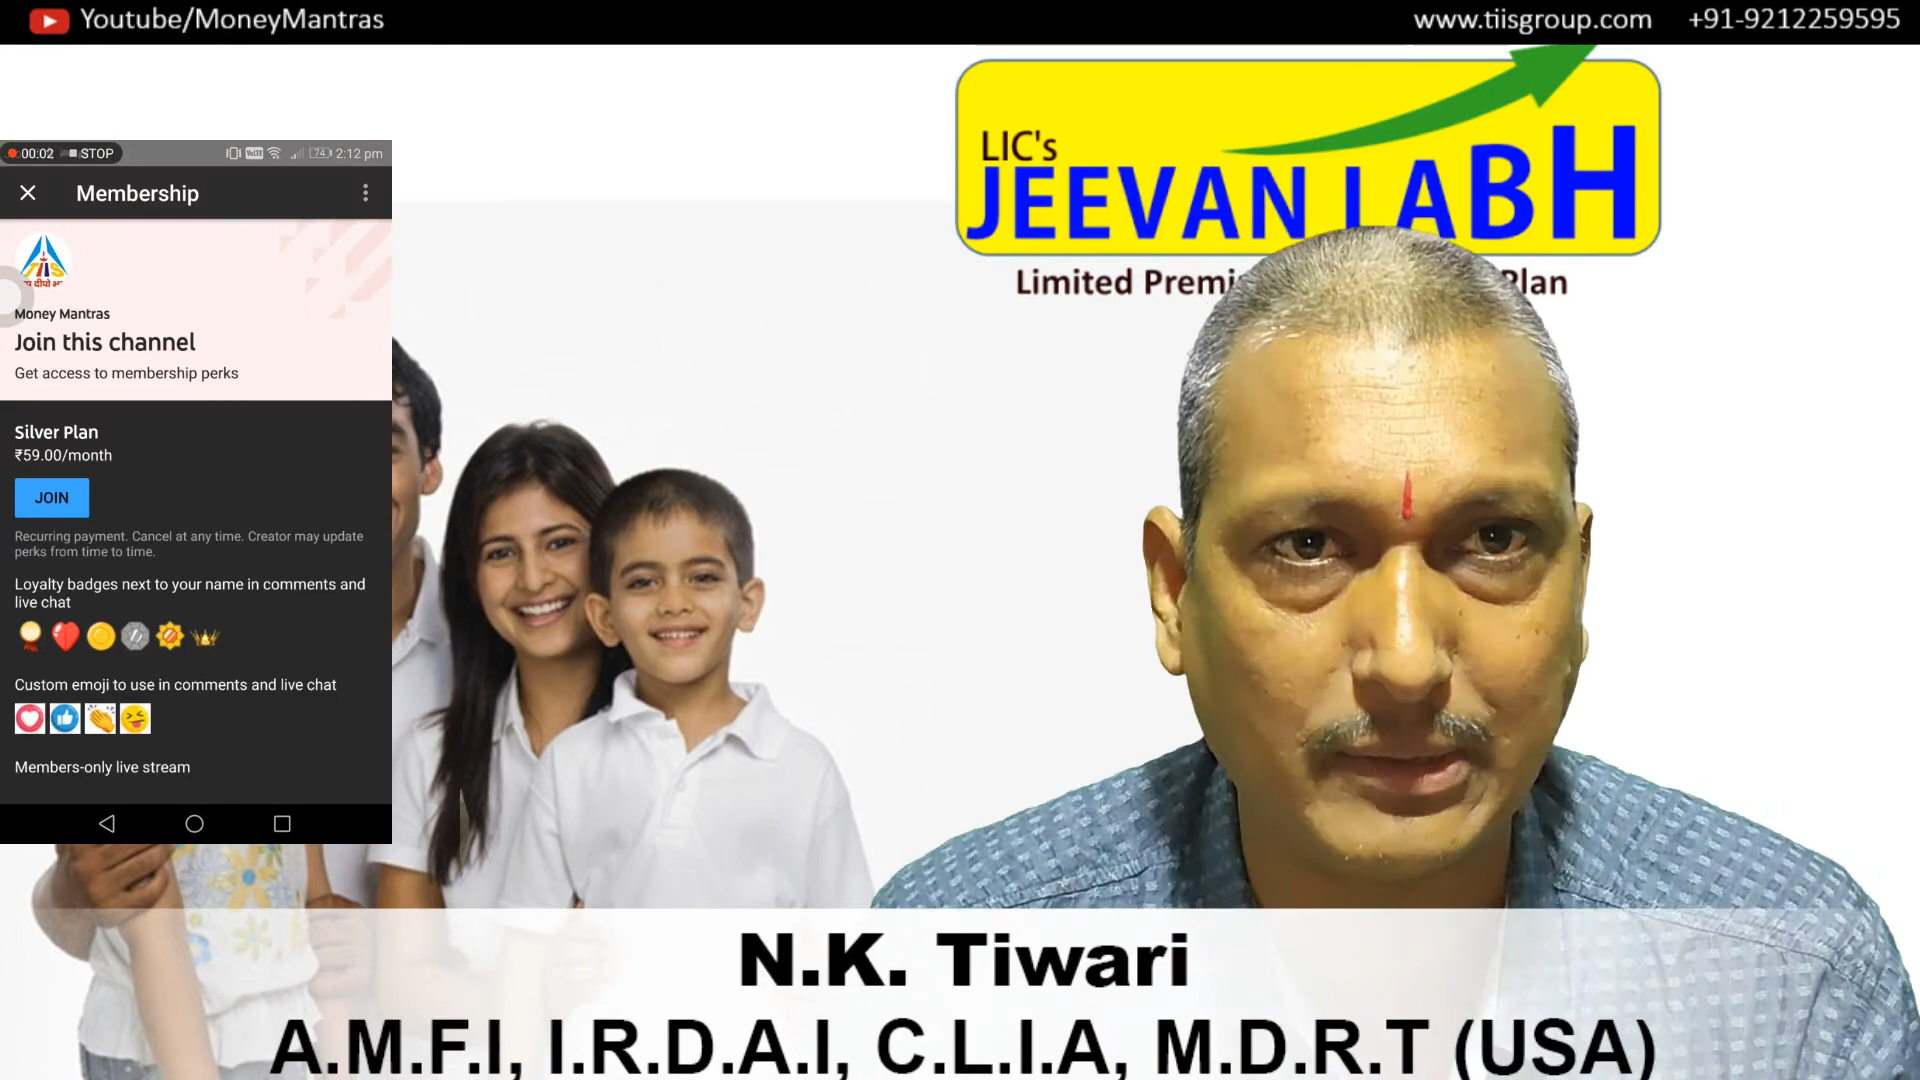 Youtube/MoneyMantras
www.tiisgroup.com +91-9212259595
LIC's
JEEVAN LABH
Limited Premi Plan
00:02 STOP
74 2:12 pm
Membership
TIIS
Money Mantras
Join this channel
Get access to membership perks
Silver Plan
₹59.00/month
JOIN
Recurring payment. Cancel at any time. Creator may update
perks from time to time.
Loyalty badges next to your name in comments and
live chat
Custom emoji to use in comments and live chat
Members-only live stream
N.K. Tiwari
A.M.F.I, I.R.D.A.I, C.L.I.A, M.D.R.T (USA)